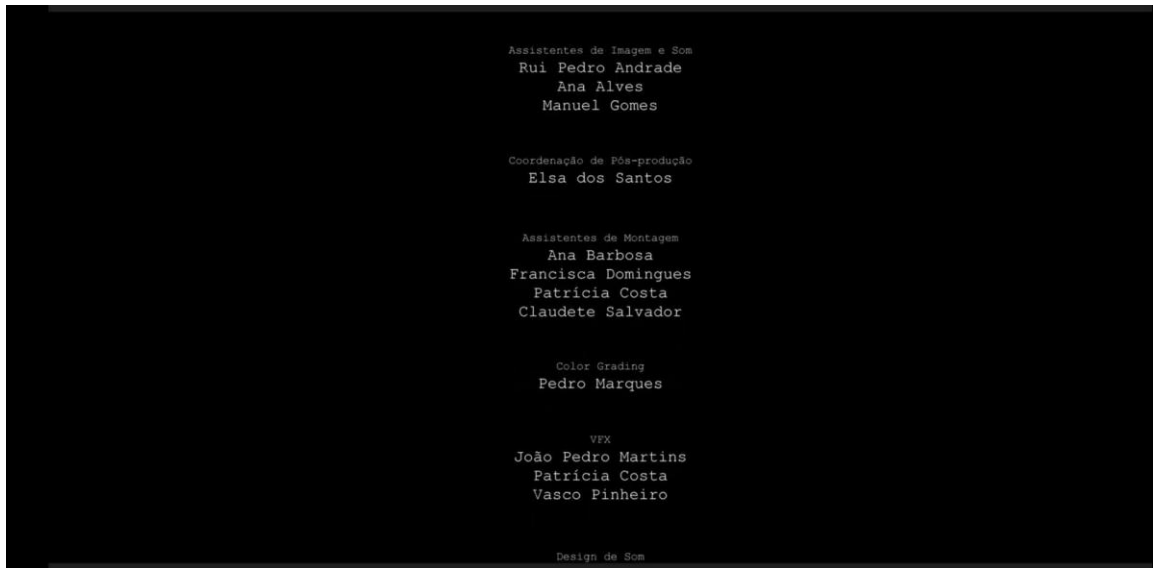 Assistentes de Imagem e Som
Rui Pedro Andrade
Ana Alves
Manuel Gomes
Coordenação de Pós-produção
Elsa dos Santos
Assistentes de Montagem
Ana Barbosa
Francisca Domingues
Patrícia Costa
Claudete Salvador
Color Grading
Pedro Marques
VFX
João Pedro Martins
Patrícia Costa
Vasco Pinheiro
Design de Som